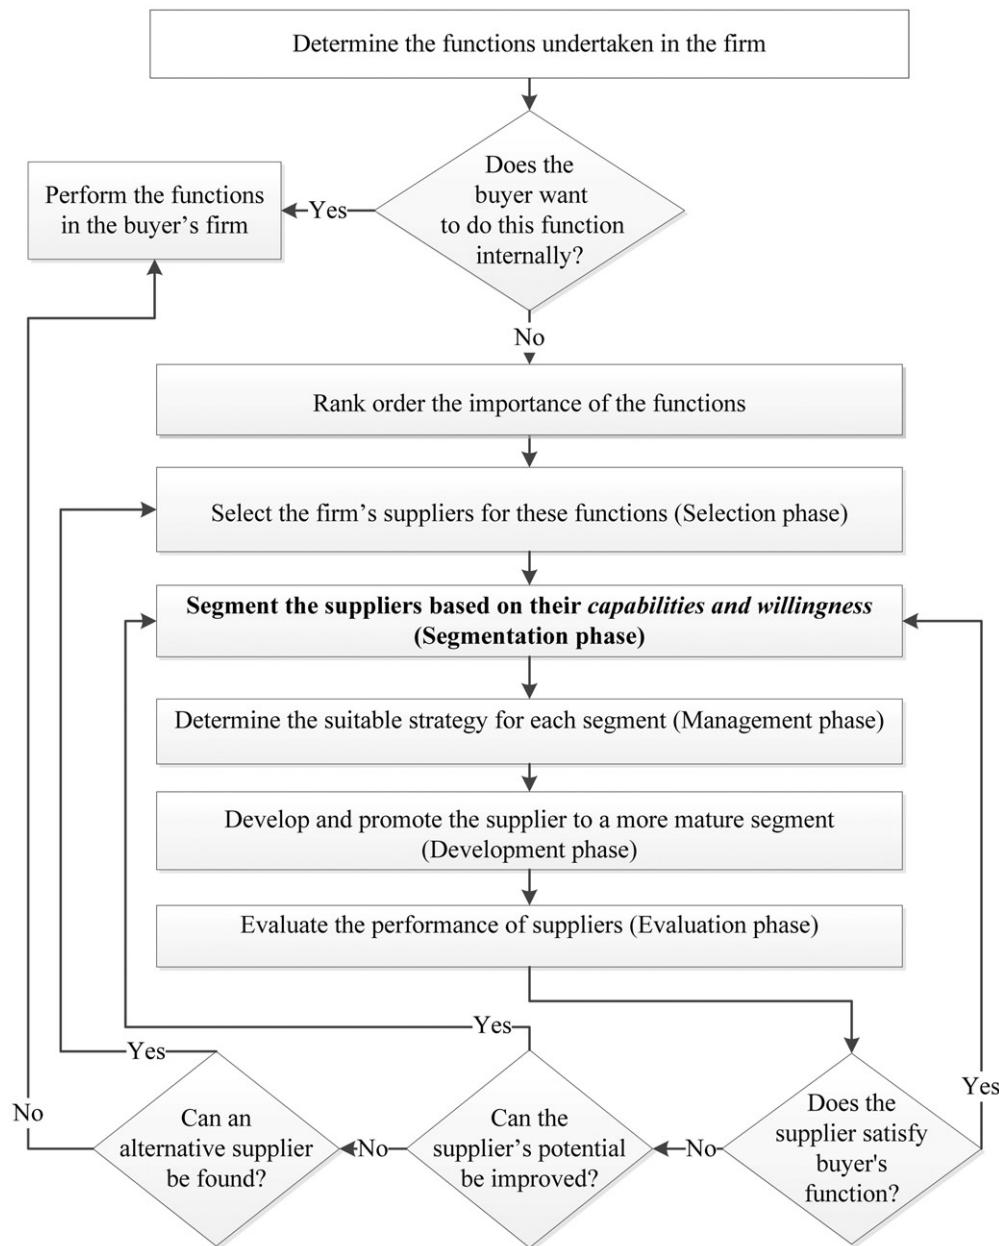 Determine the functions undertaken in the firm
Does the
buyer want
to do this function
internally?
Yes
Perform the functions
in the buyer’s firm
No
Rank order the importance of the functions
Select the firm’s suppliers for these functions (Selection phase)
Segment the suppliers based on their capabilities and willingness
(Segmentation phase)
Determine the suitable strategy for each segment (Management phase)
Develop and promote the supplier to a more mature segment
(Development phase)
Evaluate the performance of suppliers (Evaluation phase)
Does the
supplier satisfy
buyer's
function?
Yes
No
Can the
supplier’s potential
be improved?
Yes
No
Can an
alternative supplier
be found?
Yes
No